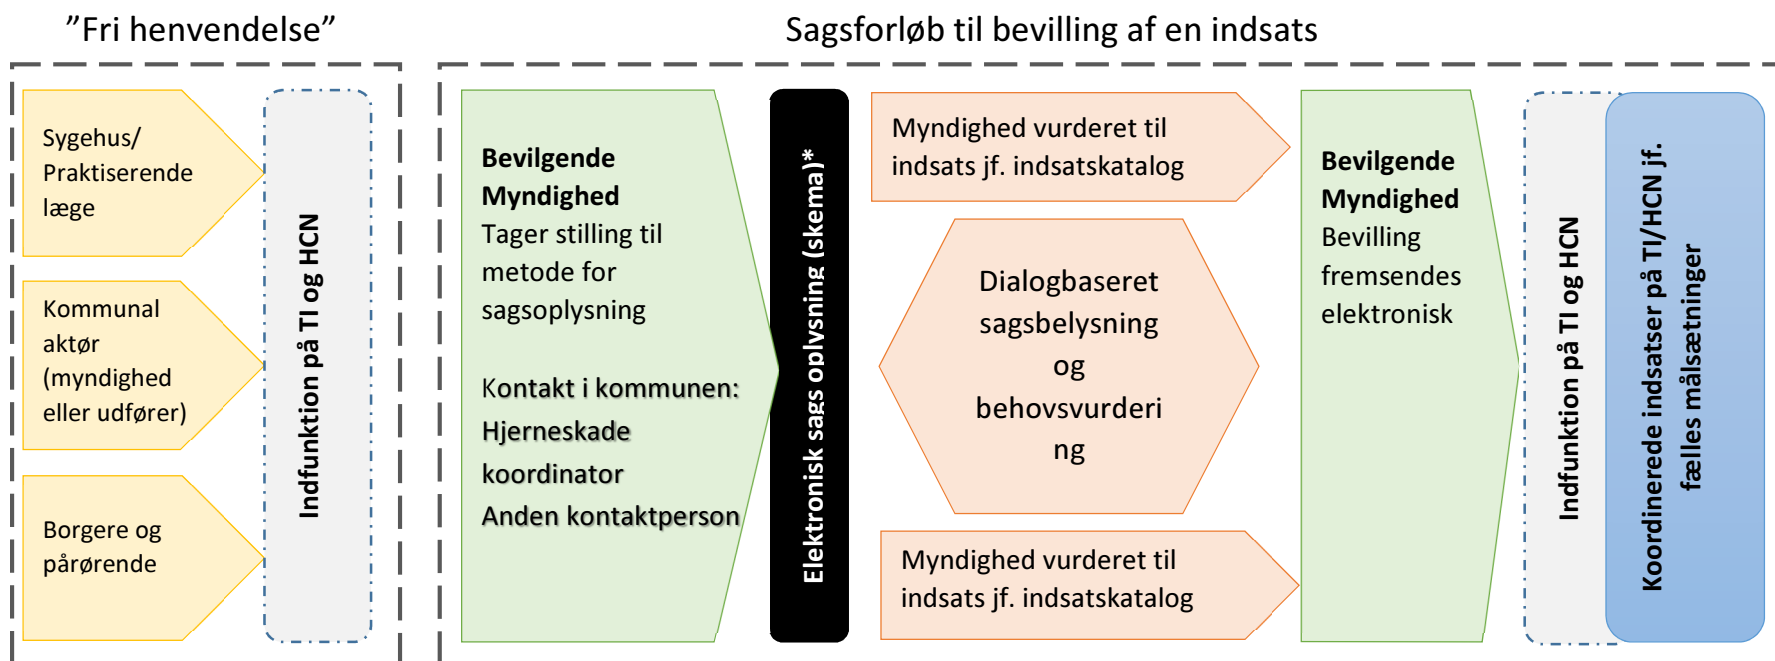 ”Fri henvendelse”
Sagsforløb til bevilling af en indsats
Sygehus/
Praktiserende
læge
Kommunal
aktør
(myndighed
eller udfører)
Borgere og
pårørende
Indfunktion på TI og HCN
Bevilgende
Myndighed
Tager stilling til
metode for
sagsoplysning
Kontakt i kommunen:
Hjerneskade
koordinator
Anden kontaktperson
Elektronisk sags oplysning (skema)*
Myndighed vurderet til
indsats jf. indsatskatalog
Dialogbaseret
sagsbelysning
og
behovsvurderi
ng
Myndighed vurderet til
indsats jf. indsatskatalog
Bevilgende
Myndighed
Bevilling
fremsendes
elektronisk
Indfunktion på TI og HCN
Koordinerede indsatser på TI/HCN jf.
fælles målsætninger